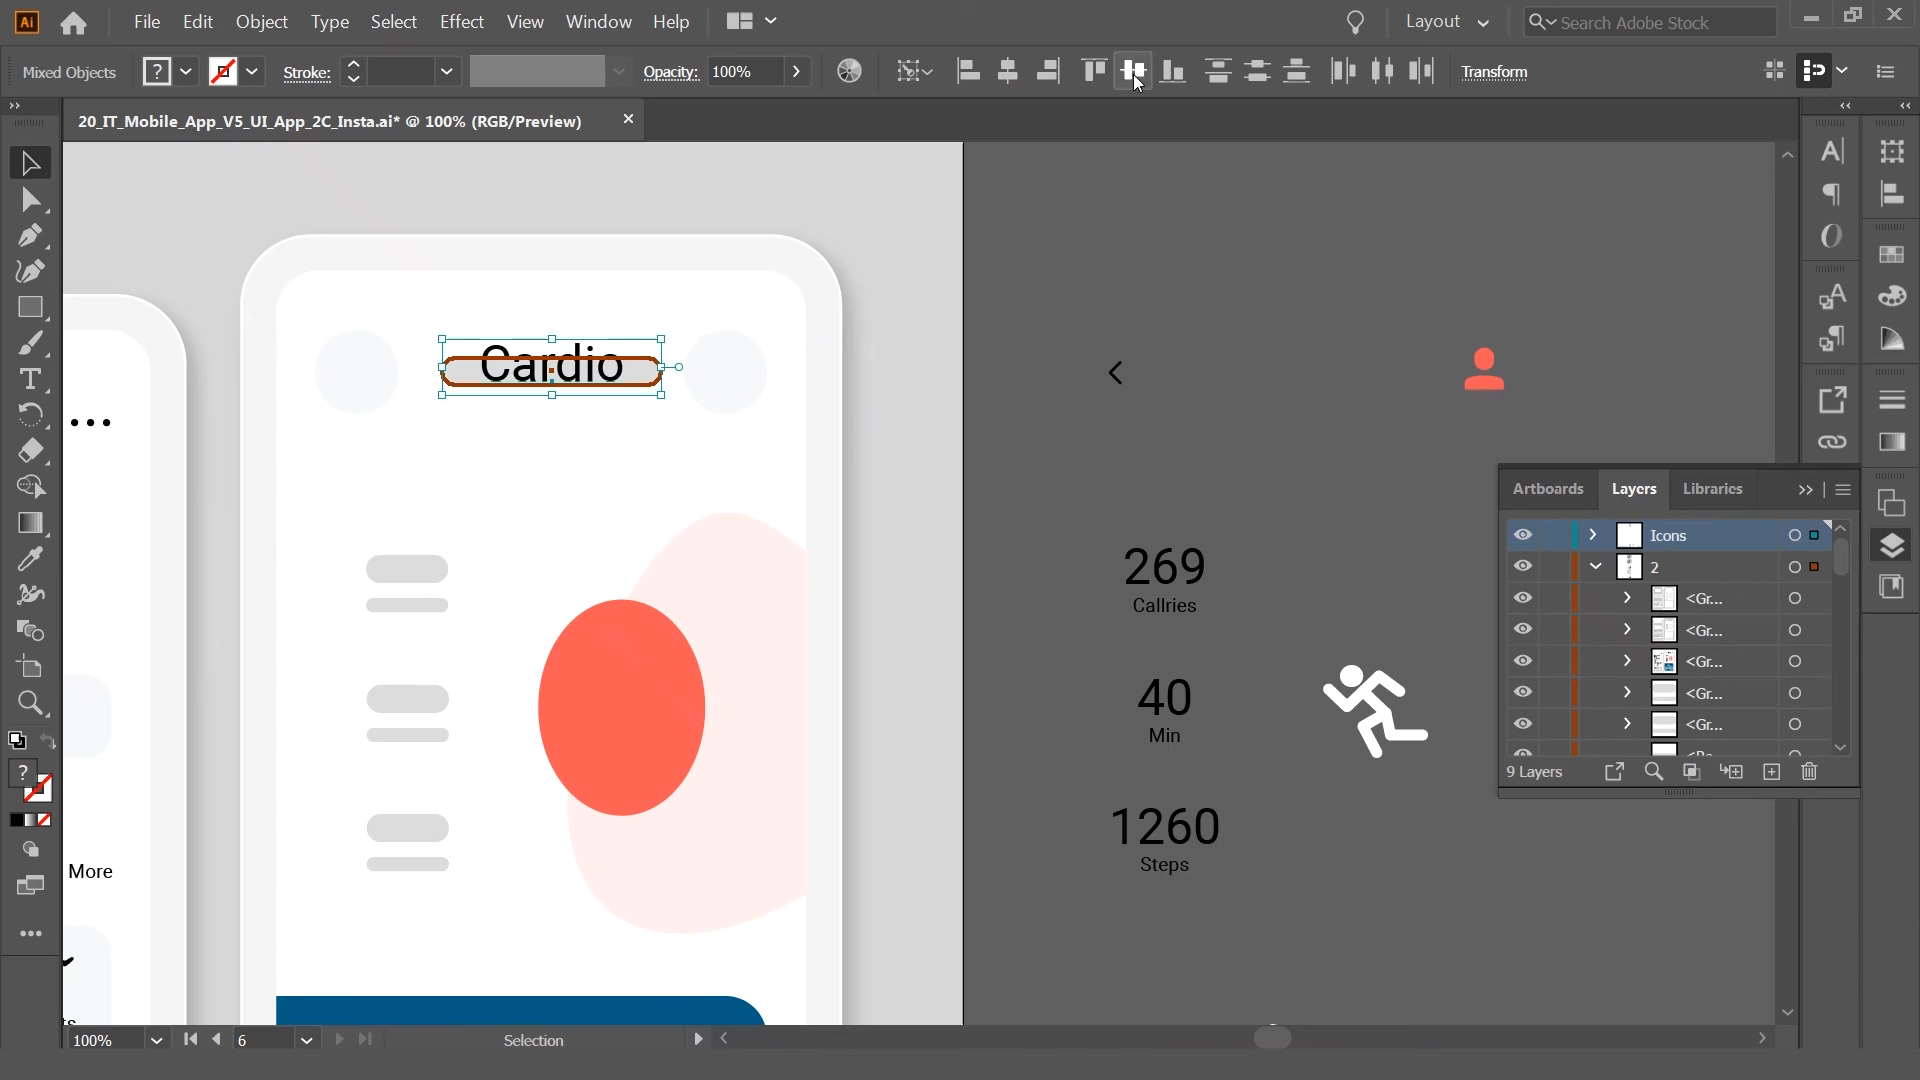 Ai File Edit Object Type Select Effect View Window Help Layout Search Adobe Stock
Mixed Objects ? Stroke: Opacity: 100% Transform
20_IT_Mobile_App_V5_UI_App_2C_Insta.ai* @ 100% (RGB/Preview)
Cardio
269
Callries
40
Min
1260
Steps
More
Artboards Layers Libraries
Icons
2
<Gr...
<Gr...
<Gr...
<Gr...
<Gr...
9 Layers
100% 6 Selection